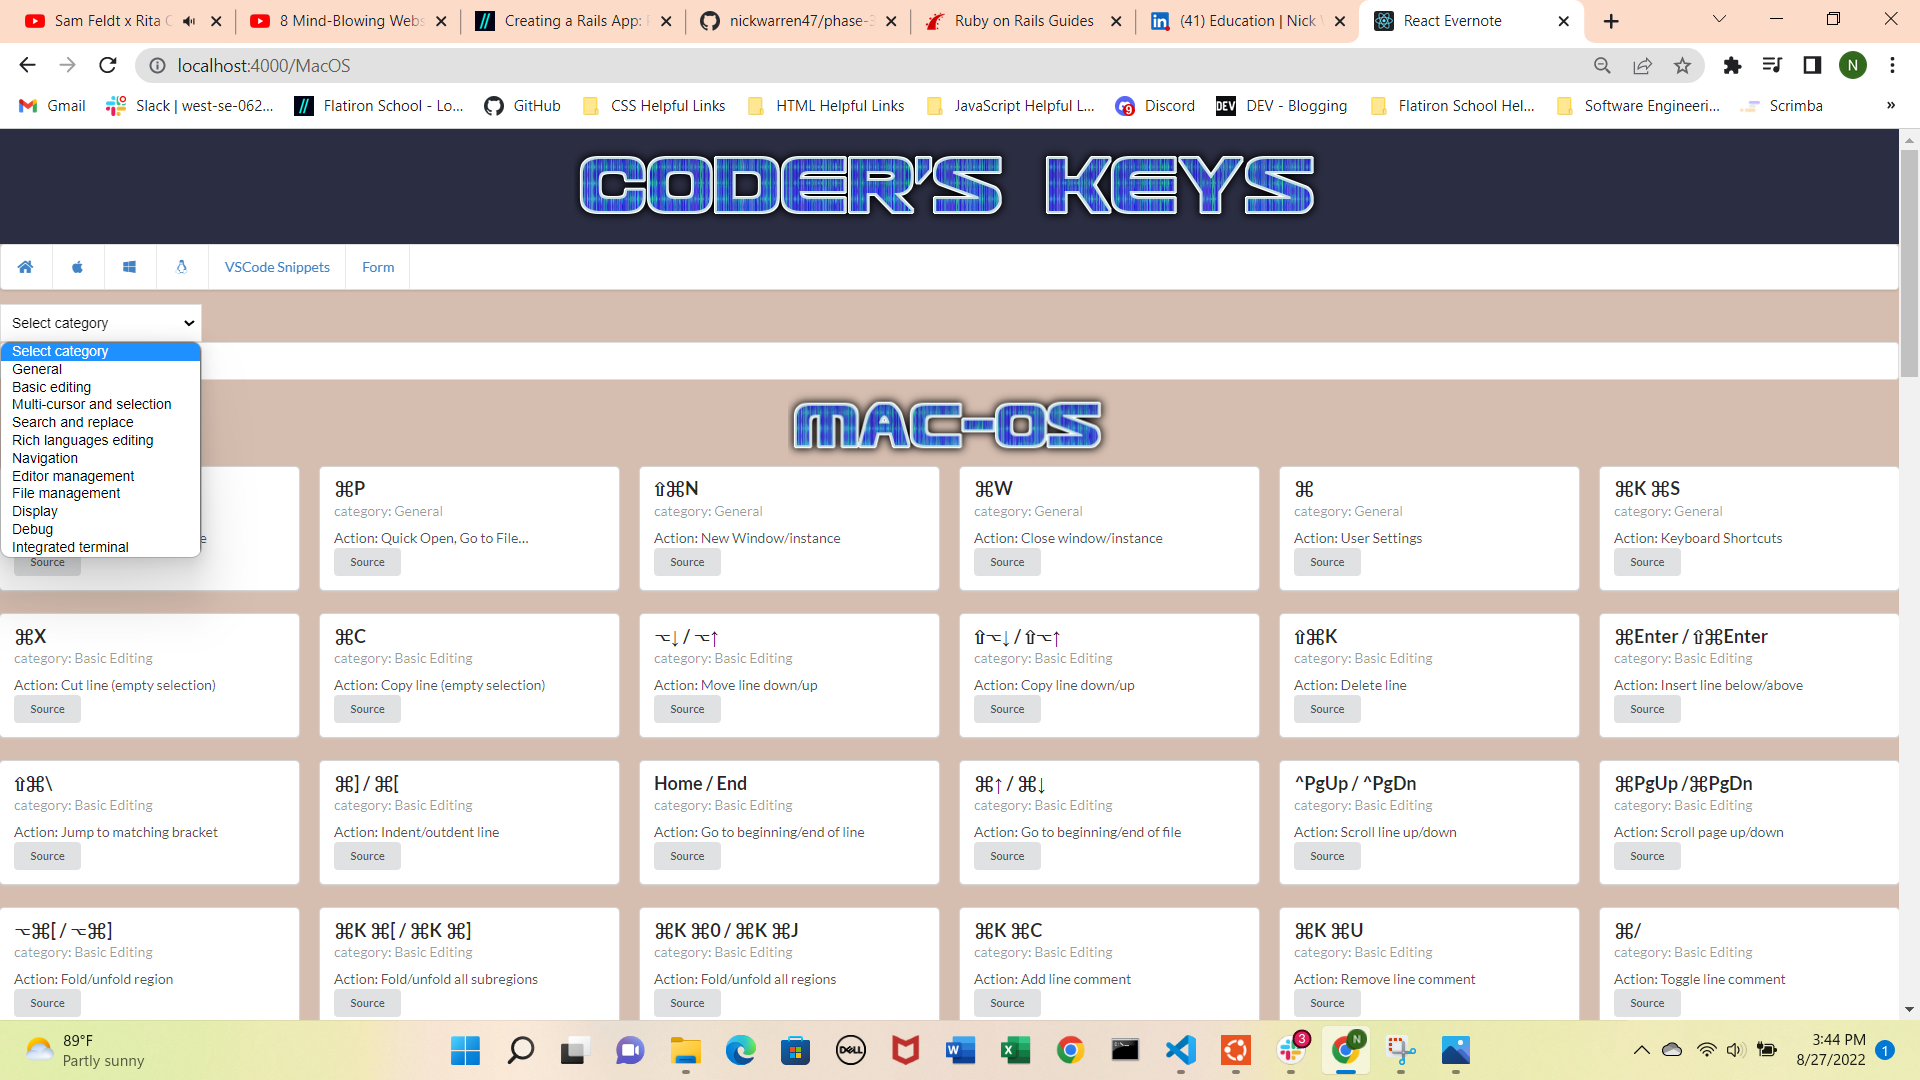 Sam Feldt x Rita
8 Mind-Blowing Webs
Creating a Rails App:
nickwarren47/phase-
Ruby on Rails Guides
(41) Education | Nick
React Evernote
localhost:4000/MacOS
N
Gmail
Slack | west-se-062...
Flatiron School - Lo...
GitHub
CSS Helpful Links
HTML Helpful Links
JavaScript Helpful L...
9 Discord
DEV DEV - Blogging
Flatiron School Hel...
Software Engineeri...
Scrimba
»
CODER'S KEYS
VSCode Snippets
Form
Select category
Select category
General
Basic editing
Multi-cursor and selection
Search and replace
Rich languages editing
Navigation
Editor management
File management
Display
Debug
Integrated terminal
MAC-OS
e
Source
⌘P
category: General
Action: Quick Open, Go to File...
Source
⇧⌘N
category: General
Action: New Window/instance
Source
⌘W
category: General
Action: Close window/instance
Source
⌘
category: General
Action: User Settings
Source
⌘K ⌘S
category: General
Action: Keyboard Shortcuts
Source
⌘X
category: Basic Editing
Action: Cut line (empty selection)
Source
⌘C
category: Basic Editing
Action: Copy line (empty selection)
Source
⌥↓ / ⌥↑
category: Basic Editing
Action: Move line down/up
Source
⇧⌥↓ / ⇧⌥↑
category: Basic Editing
Action: Copy line down/up
Source
⇧⌘K
category: Basic Editing
Action: Delete line
Source
⌘Enter / ⇧⌘Enter
category: Basic Editing
Action: Insert line below/above
Source
⇧⌘\
category: Basic Editing
Action: Jump to matching bracket
Source
⌘] / ⌘[
category: Basic Editing
Action: Indent/outdent line
Source
Home / End
category: Basic Editing
Action: Go to beginning/end of line
Source
⌘↑ / ⌘↓
category: Basic Editing
Action: Go to beginning/end of file
Source
^PgUp / ^PgDn
category: Basic Editing
Action: Scroll line up/down
Source
⌘PgUp /⌘PgDn
category: Basic Editing
Action: Scroll page up/down
Source
⌥⌘[ / ⌥⌘]
category: Basic Editing
Action: Fold/unfold region
Source
⌘K ⌘[ / ⌘K ⌘]
category: Basic Editing
Action: Fold/unfold all subregions
Source
⌘K ⌘0 / ⌘K ⌘J
category: Basic Editing
Action: Fold/unfold all regions
Source
⌘K ⌘C
category: Basic Editing
Action: Add line comment
Source
⌘K ⌘U
category: Basic Editing
Action: Remove line comment
Source
⌘/
category: Basic Editing
Action: Toggle line comment
Source
89°F
Partly sunny
DELL
3
N
3:44 PM
8/27/2022
1